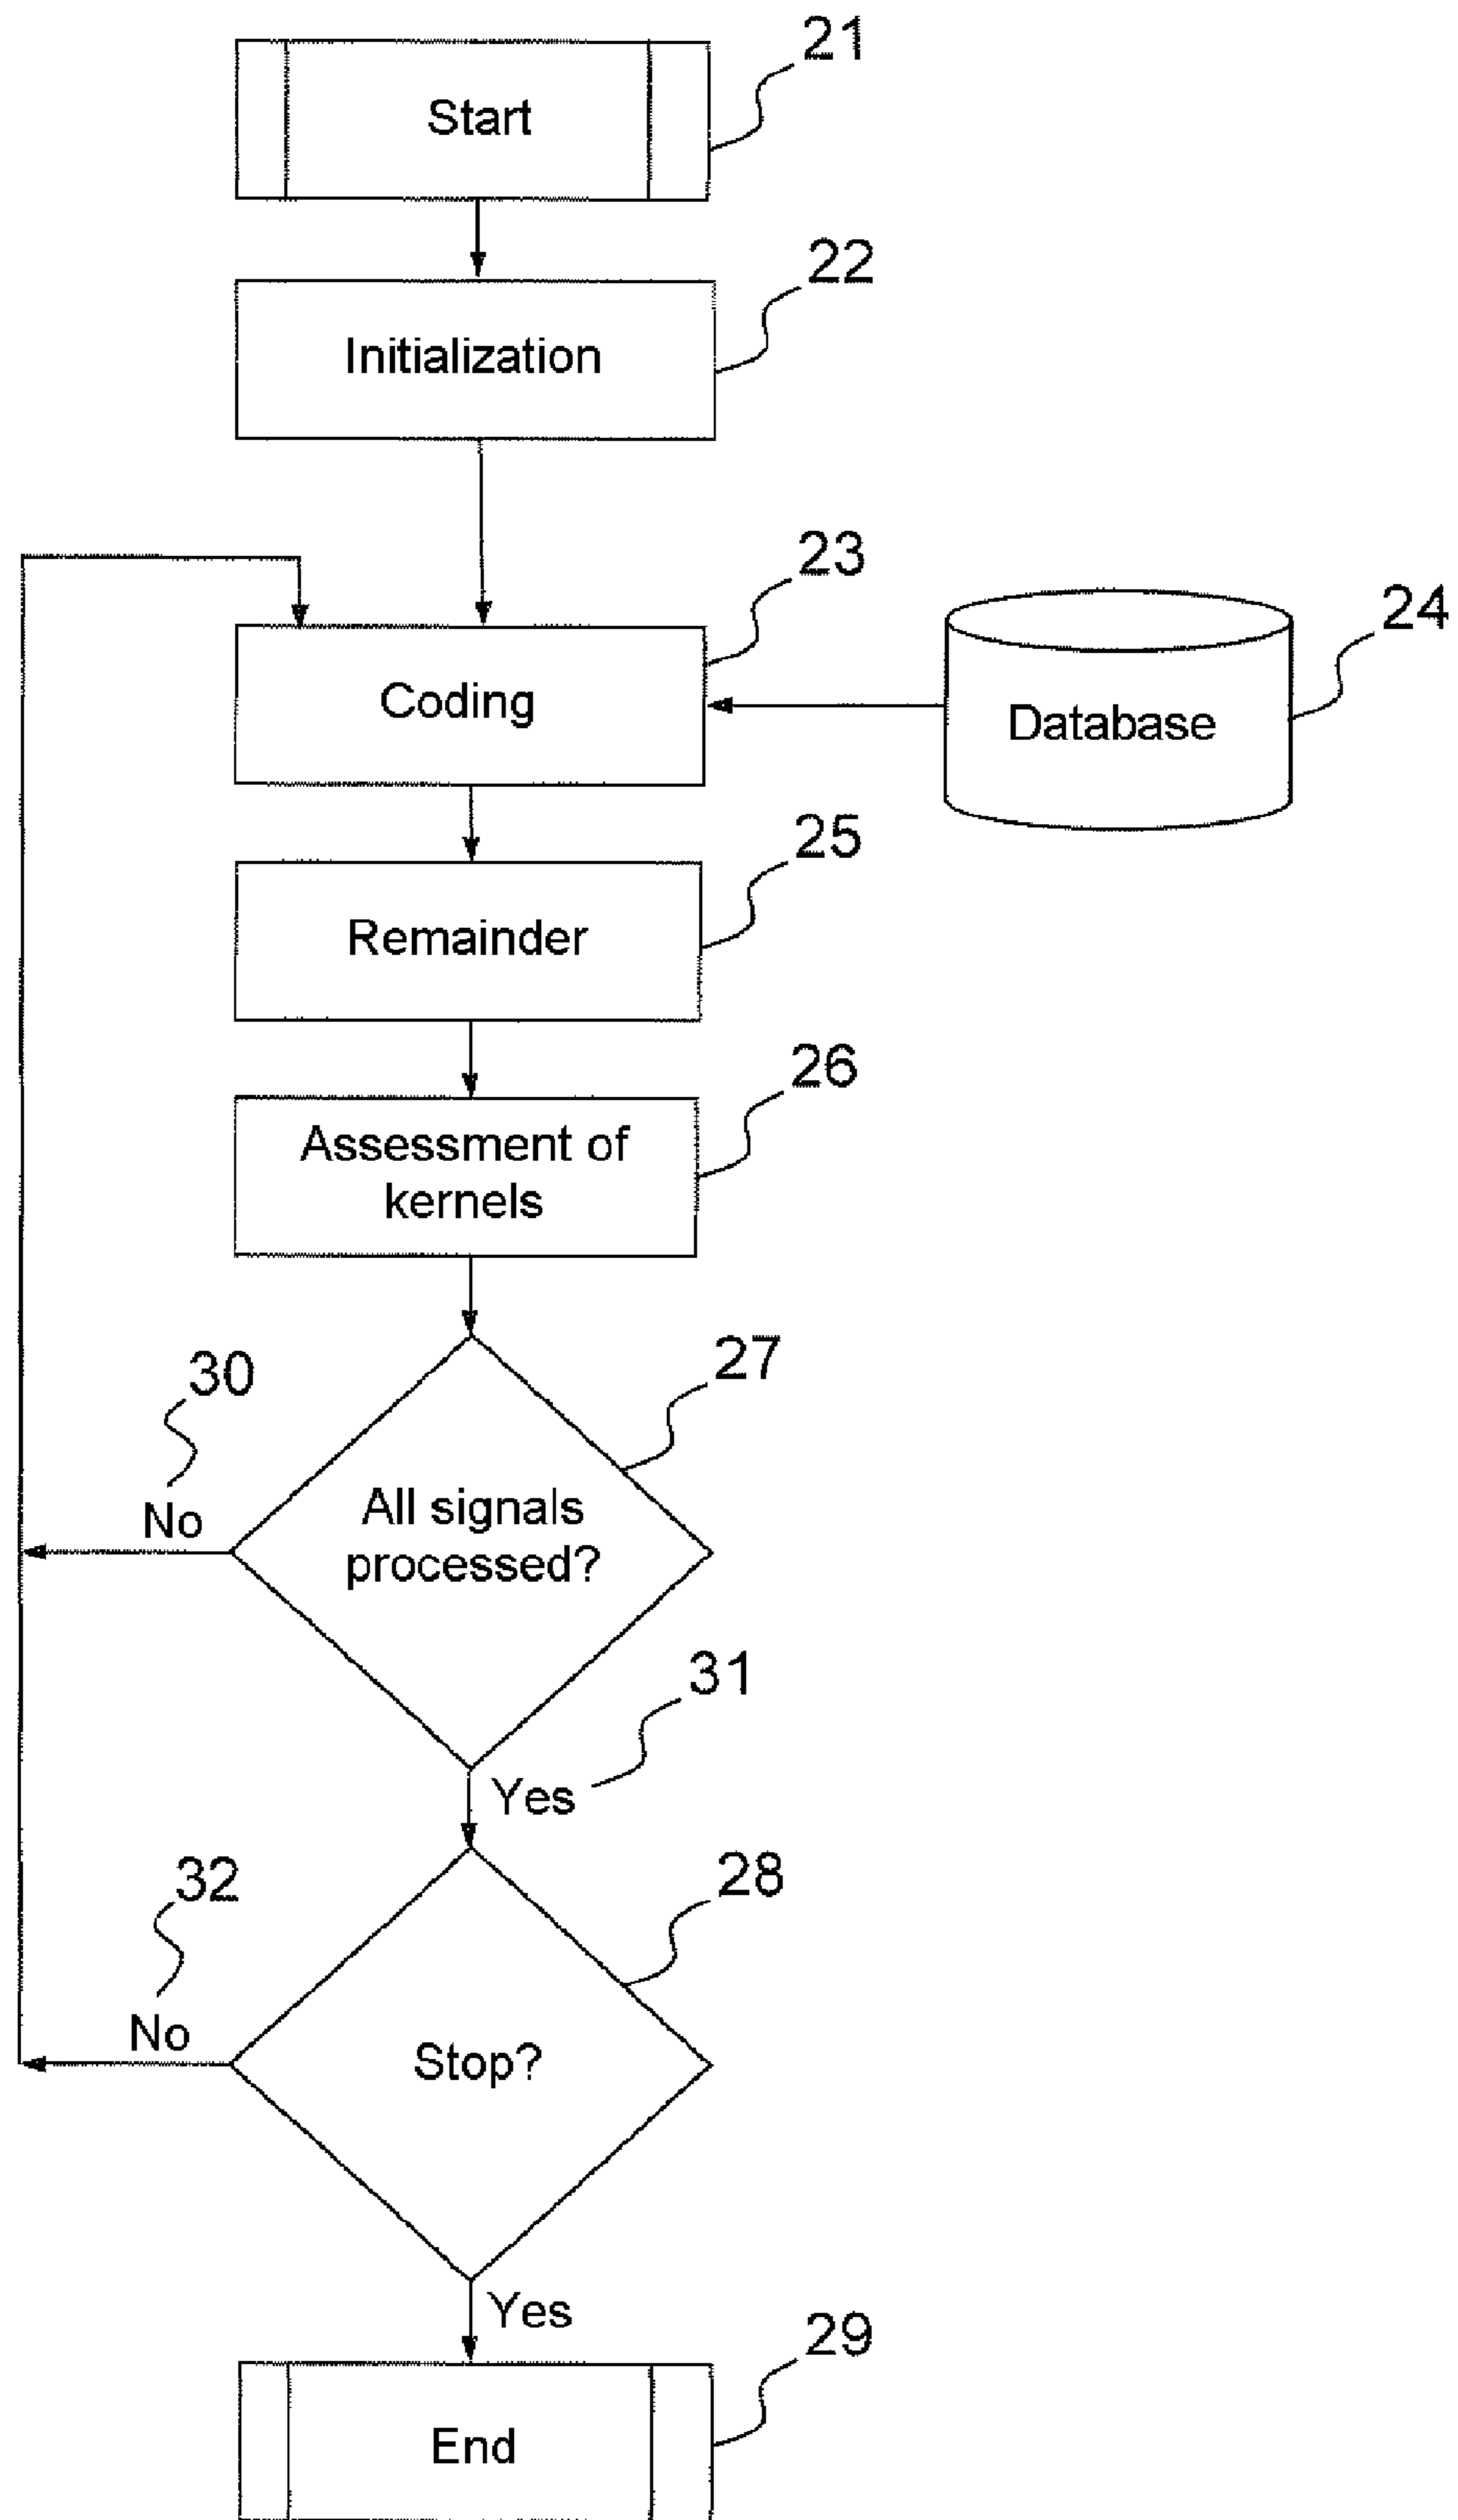 21
Start
22
Initialization
23
Coding
24
Database
25
Remainder
26
Assessment of
kernels
27
30
No
All signals
processed?
31
Yes
28
32
No
Stop?
Yes
29
End